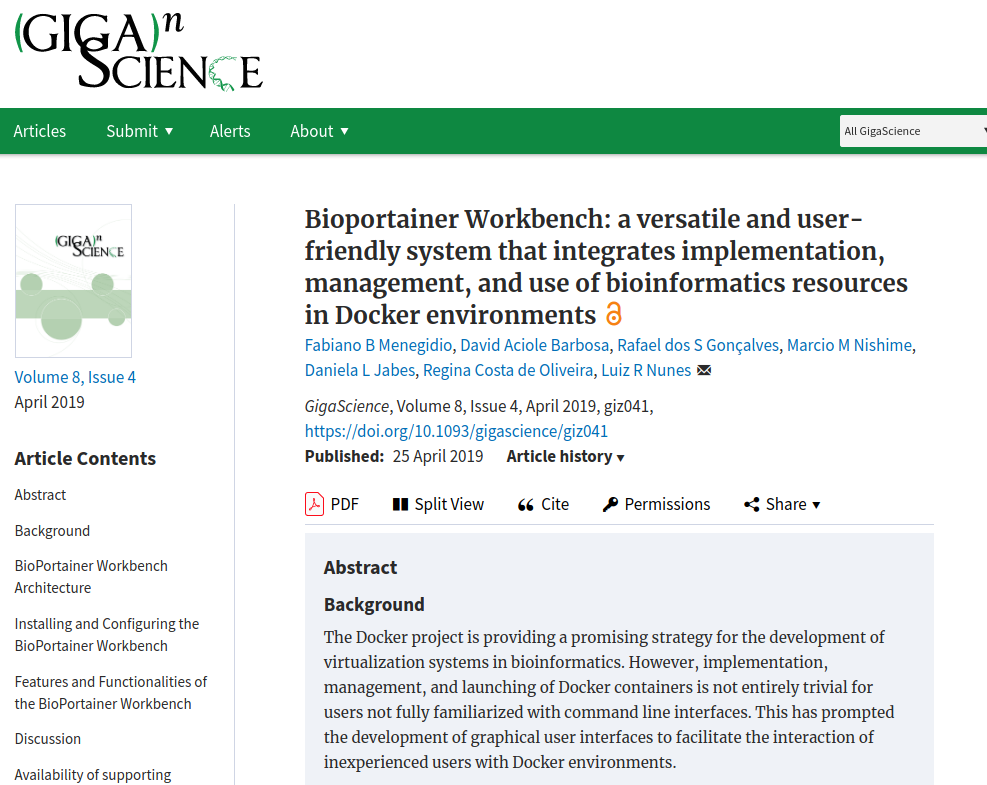 (GIGA)n
SCIENCE
Articles
Submit ▼
Alerts
About ▼
All GigaScience
(GIGA)n
SCIENCE
Volume 8, Issue 4
April 2019
Article Contents
Abstract
Background
BioPortainer Workbench
Architecture
Installing and Configuring the
BioPortainer Workbench
Features and Functionalities of
the BioPortainer Workbench
Discussion
Availability of supporting
Bioportainer Workbench: a versatile and user-
friendly system that integrates implementation,
management, and use of bioinformatics resources
in Docker environments
Fabiano B Menegidio, David Aciole Barbosa, Rafael dos S Gonçalves, Marcio M Nishime,
Daniela L Jabes, Regina Costa de Oliveira, Luiz R Nunes
GigaScience, Volume 8, Issue 4, April 2019, giz041,
https://doi.org/10.1093/gigascience/giz041
Published: 25 April 2019 Article history ▼
PDF
Split View
Cite
Permissions
Share ▼
Abstract
Background
The Docker project is providing a promising strategy for the development of
virtualization systems in bioinformatics. However, implementation,
management, and launching of Docker containers is not entirely trivial for
users not fully familiarized with command line interfaces. This has prompted
the development of graphical user interfaces to facilitate the interaction of
inexperienced users with Docker environments.